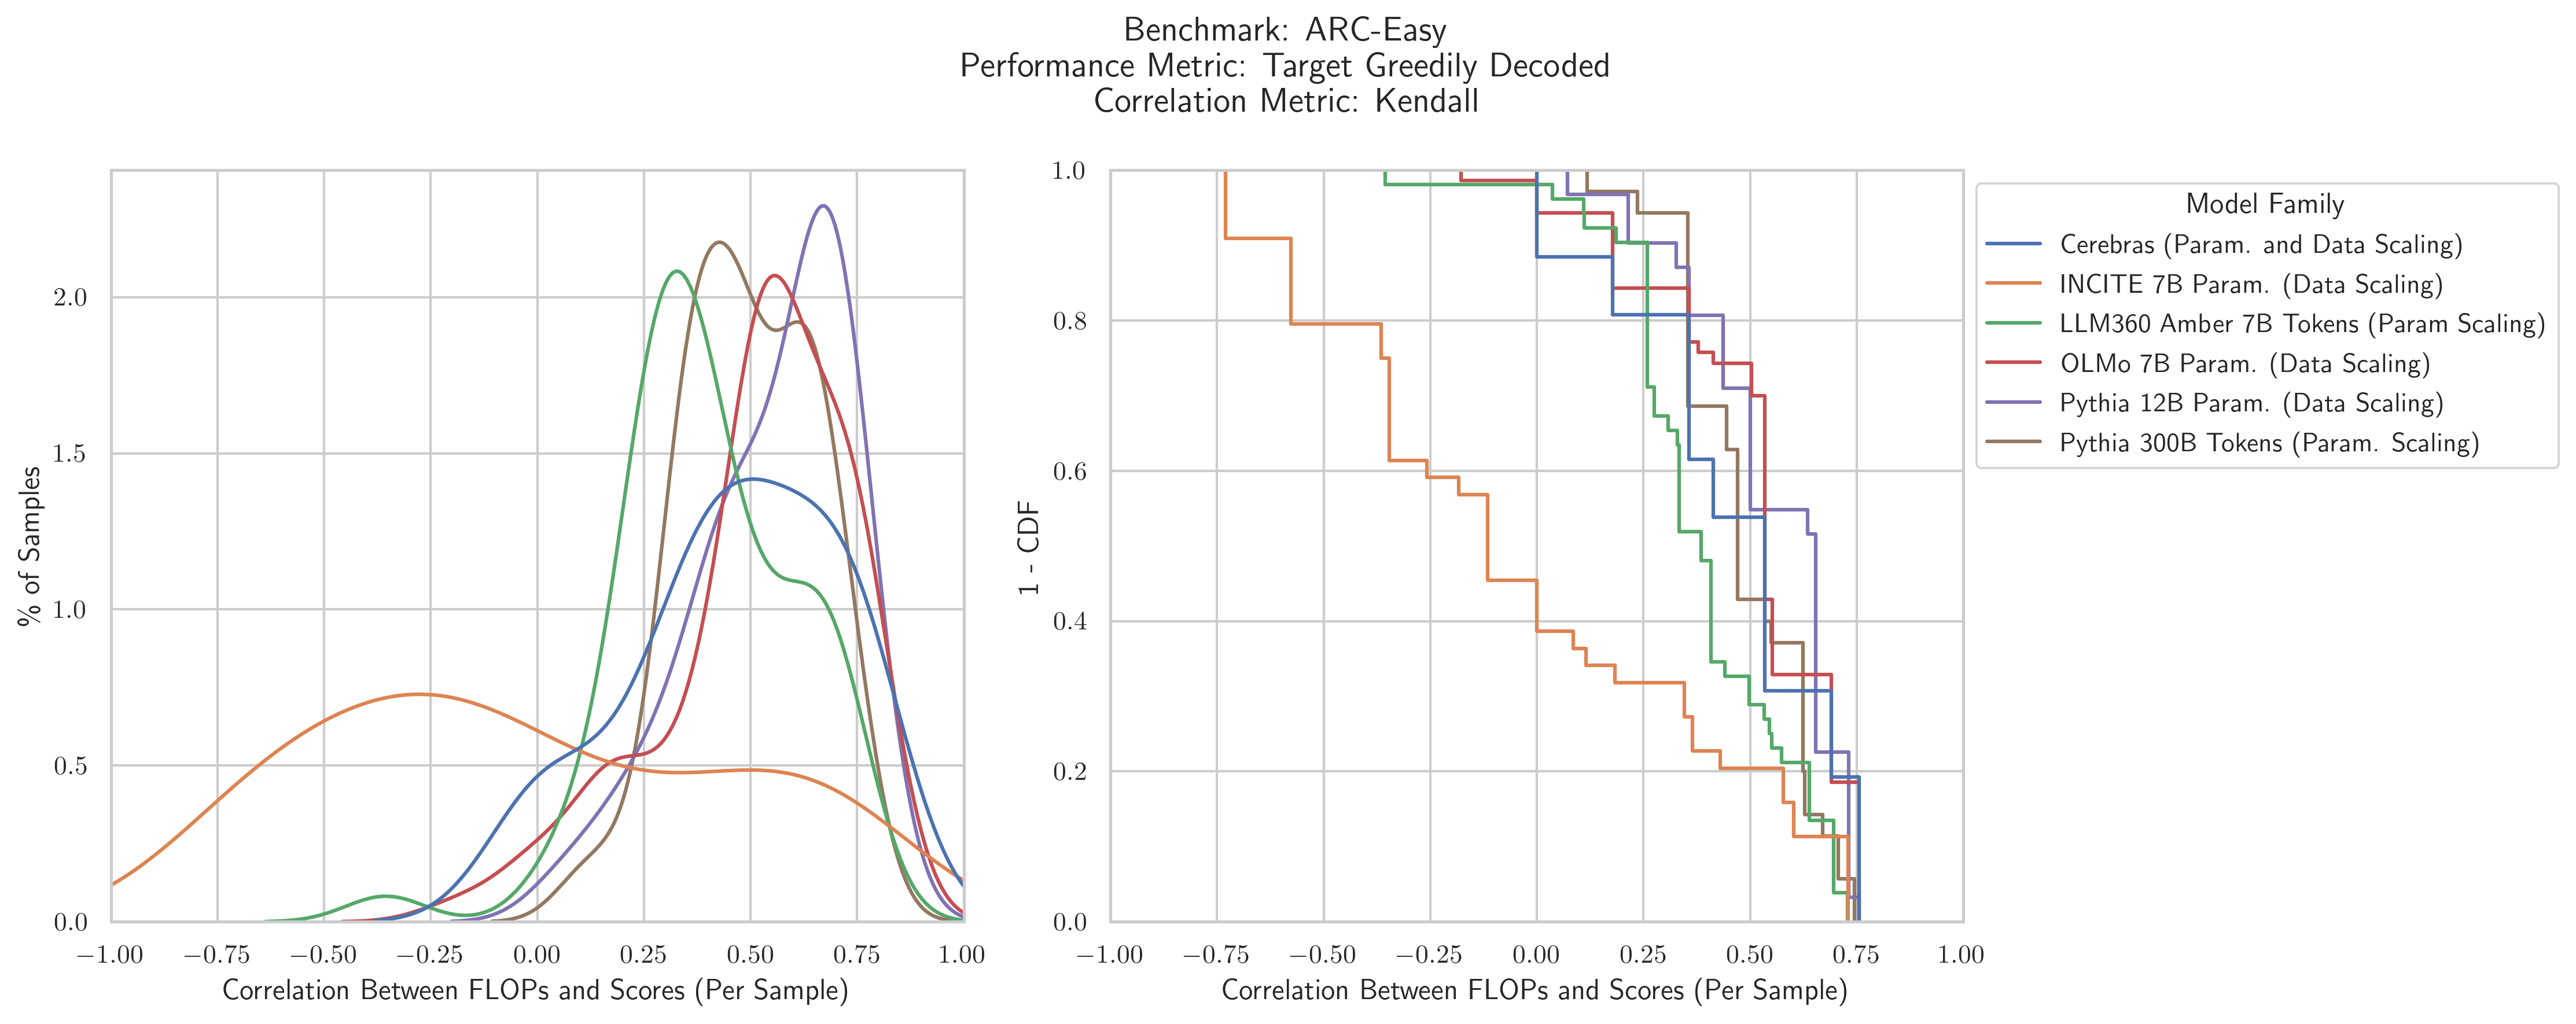 Benchmark: ARC-Easy
Performance Metric: Target Greedily Decoded
Correlation Metric: Kendall
% of Samples
2.0
1.5
1.0
0.5
0.0
−1.00 −0.75 −0.50 −0.25 0.00 0.25 0.50 0.75 1.00
Correlation Between FLOPs and Scores (Per Sample)
1 - CDF
1.0
0.8
0.6
0.4
0.2
0.0
−1.00 −0.75 −0.50 −0.25 0.00 0.25 0.50 0.75 1.00
Correlation Between FLOPs and Scores (Per Sample)
Model Family
Cerebras (Param. and Data Scaling)
INCITE 7B Param. (Data Scaling)
LLM360 Amber 7B Tokens (Param Scaling)
OLMo 7B Param. (Data Scaling)
Pythia 12B Param. (Data Scaling)
Pythia 300B Tokens (Param. Scaling)